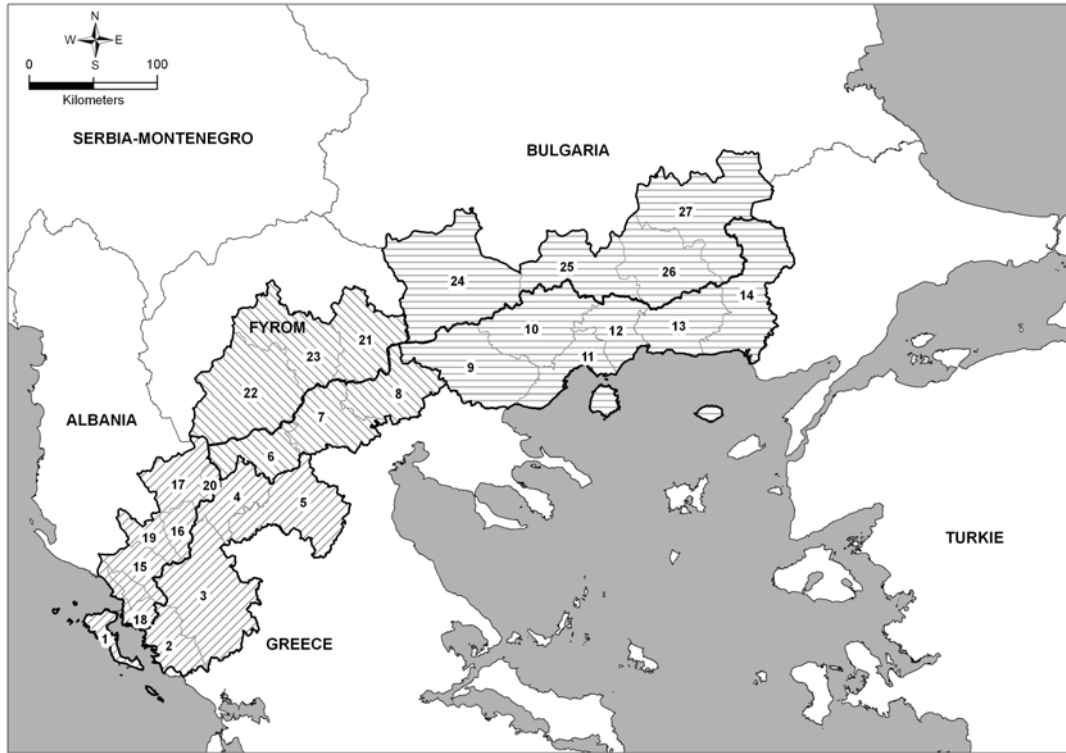 N
W E
S
0 100
Kilometers
SERBIA-MONTENEGRO
BULGARIA
27
24
25
26
14
10
12
13
FYROM
21
23
11
9
22
8
7
ALBANIA
6
17
20
4
5
19
16
15
TURKIE
3
18
1
2
GREECE